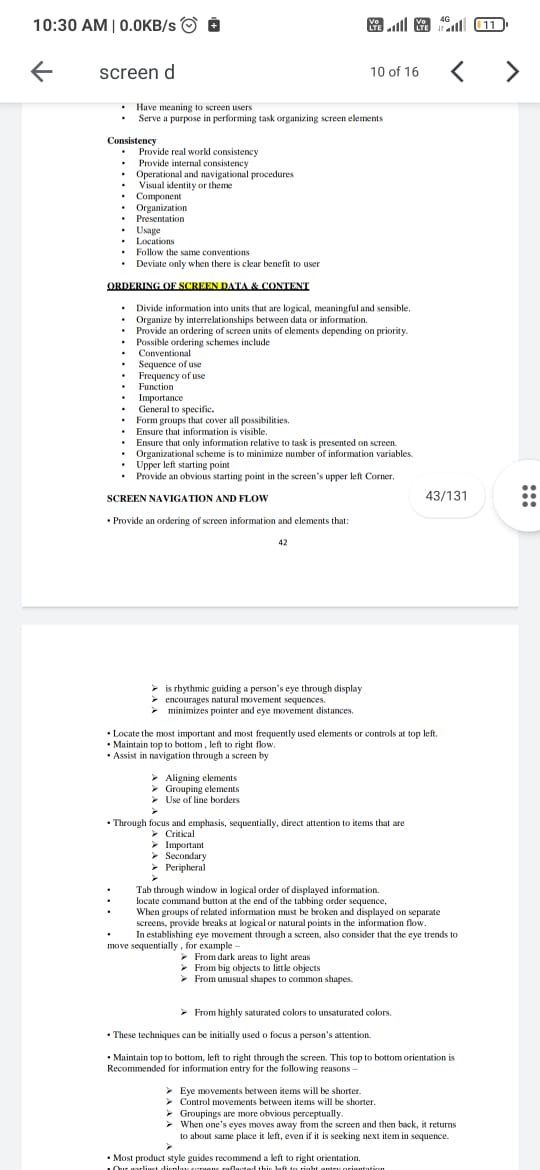 10:30 AM | 0.0KB/s
Vo LTE
Vo LTE
4G
11
screen d
10 of 16
• Have meaning to screen users
• Serve a purpose in performing task organizing screen elements
Consistency
• Provide real world consistency
• Provide internal consistency
• Operational and navigational procedures
• Visual identity or theme
• Component
• Organization
• Presentation
• Usage
• Locations
• Follow the same conventions
• Deviate only when there is clear benefit to user
ORDERING OF SCREEN DATA & CONTENT
• Divide information into units that are logical, meaningful and sensible.
• Organize by interrelationships between data or information.
• Provide an ordering of screen units of elements depending on priority.
• Possible ordering schemes include
• Conventional
• Sequence of use
• Frequency of use
• Function
• Importance
• General to specific.
• Form groups that cover all possibilities.
• Ensure that information is visible.
• Ensure that only information relative to task is presented on screen.
• Organizational scheme is to minimize number of information variables.
• Upper left starting point
• Provide an obvious starting point in the screen's upper left Corner.
SCREEN NAVIGATION AND FLOW
43/131
• Provide an ordering of screen information and elements that:
42
➢ is rhythmic guiding a person's eye through display
➢ encourages natural movement sequences.
➢ minimizes pointer and eye movement distances.
• Locate the most important and most frequently used elements or controls at top left.
• Maintain top to bottom , left to right flow.
• Assist in navigation through a screen by
➢ Aligning elements
➢ Grouping elements
➢ Use of line borders
➢
• Through focus and emphasis, sequentially, direct attention to items that are
➢ Critical
➢ Important
➢ Secondary
➢ Peripheral
➢
• Tab through window in logical order of displayed information.
• locate command button at the end of the tabbing order sequence,
• When groups of related information must be broken and displayed on separate
screens, provide breaks at logical or natural points in the information flow.
• In establishing eye movement through a screen, also consider that the eye trends to
move sequentially , for example –
➢ From dark areas to light areas
➢ From big objects to little objects
➢ From unusual shapes to common shapes.
➢ From highly saturated colors to unsaturated colors.
• These techniques can be initially used o focus a person's attention.
• Maintain top to bottom, left to right through the screen. This top to bottom orientation is
Recommended for information entry for the following reasons –
➢ Eye movements between items will be shorter.
➢ Control movements between items will be shorter.
➢ Groupings are more obvious perceptually.
➢ When one's eyes moves away from the screen and then back, it returns
to about same place it left, even if it is seeking next item in sequence.
➢
• Most product style guides recommend a left to right orientation.
• Our earliest display screens reflected this left to right entry orientation